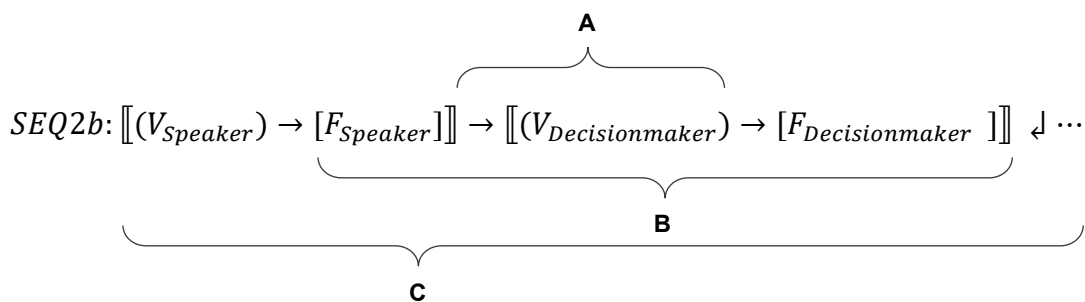 A
SEQ2b: ⟦(V_Speaker) → [F_Speaker]⟧ → ⟦(V_Decisionmaker) → [F_Decisionmaker ]⟧ ↲ ⋯
B
C